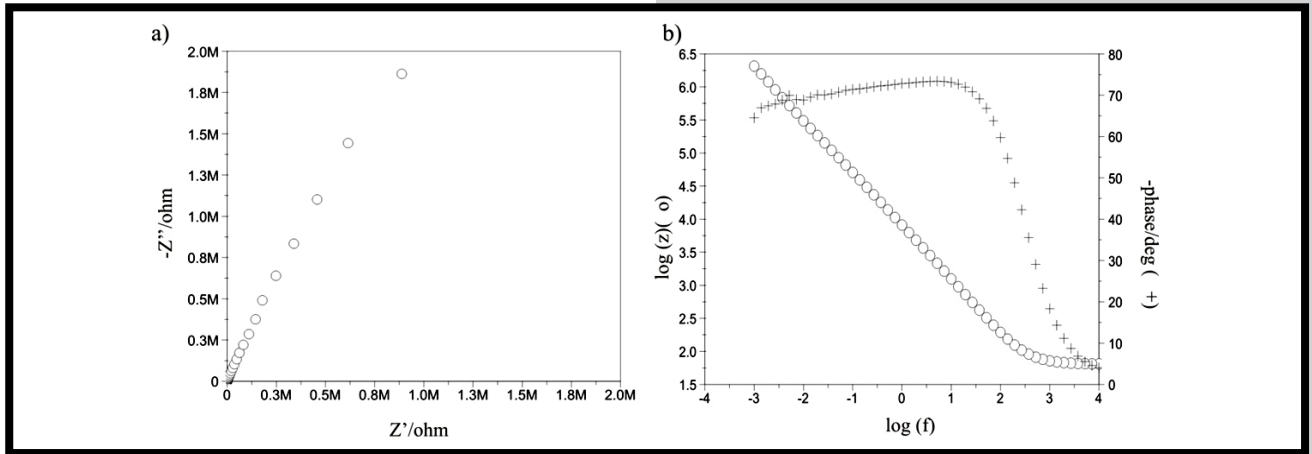 a)
2.0M
1.8M
1.5M
1.3M
1.0M
0.8M
0.5M
0.3M
0
-Z’’/ohm
0 0.3M 0.5M 0.8M 1.0M 1.3M 1.5M 1.8M 2.0M
Z’/ohm
b)
6.5
6.0
5.5
5.0
4.5
4.0
3.5
3.0
2.5
2.0
1.5
log (z)( o)
80
70
60
50
40
30
20
10
0
-phase/deg ( +)
-4 -3 -2 -1 0 1 2 3 4
log (f)